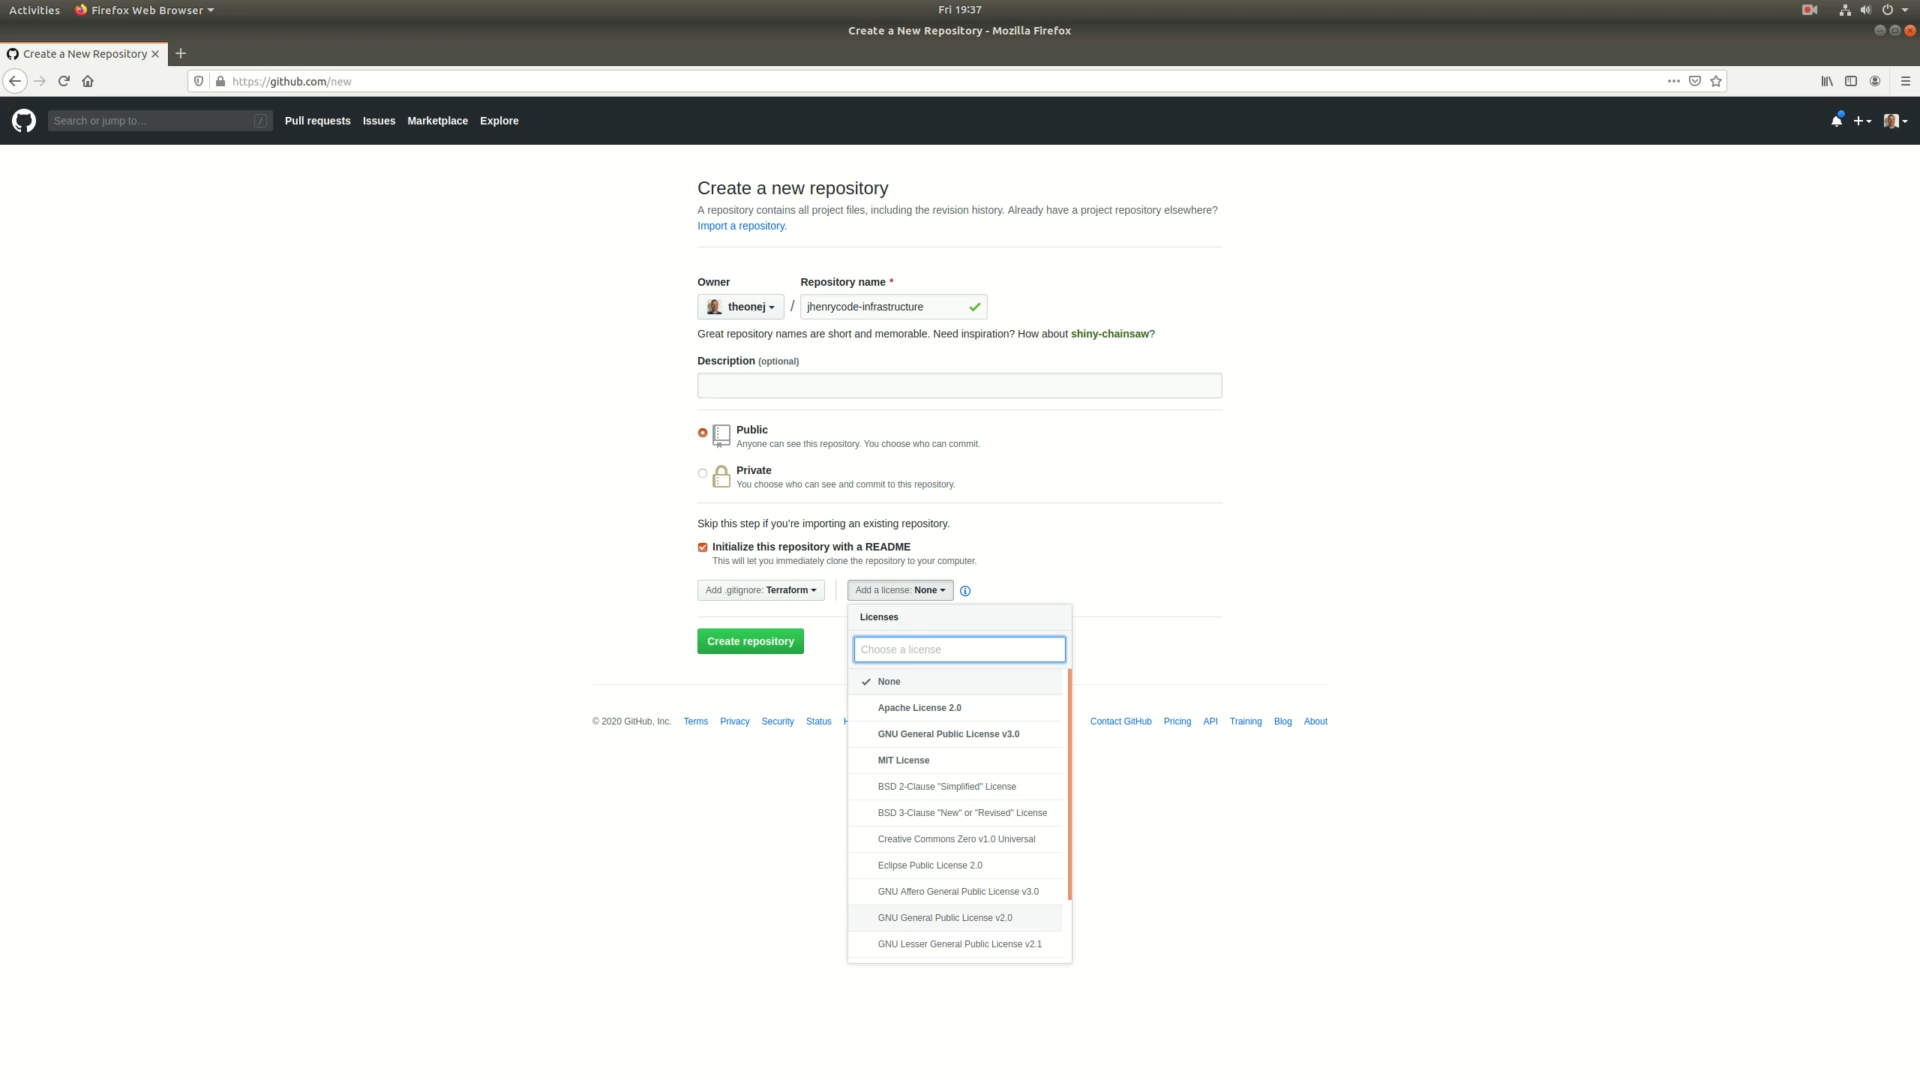 Activities
Firefox Web Browser
Fri 19:37
Create a New Repository - Mozilla Firefox
Create a New Repository
https://github.com/new
Search or jump to...
/
Pull requests
Issues
Marketplace
Explore
Create a new repository
A repository contains all project files, including the revision history. Already have a project repository elsewhere?
Import a repository.
Owner
Repository name *
theonej
/
jhenrycode-infrastructure
Great repository names are short and memorable. Need inspiration? How about shiny-chainsaw?
Description (optional)
Public
Anyone can see this repository. You choose who can commit.
Private
You choose who can see and commit to this repository.
Skip this step if you’re importing an existing repository.
Initialize this repository with a README
This will let you immediately clone the repository to your computer.
Add .gitignore: Terraform
Add a license: None
Licenses
Choose a license
Create repository
None
Apache License 2.0
GNU General Public License v3.0
MIT License
BSD 2-Clause "Simplified" License
BSD 3-Clause "New" or "Revised" License
Creative Commons Zero v1.0 Universal
Eclipse Public License 2.0
GNU Affero General Public License v3.0
GNU General Public License v2.0
GNU Lesser General Public License v2.1
© 2020 GitHub, Inc.
Terms
Privacy
Security
Status
Contact GitHub
Pricing
API
Training
Blog
About